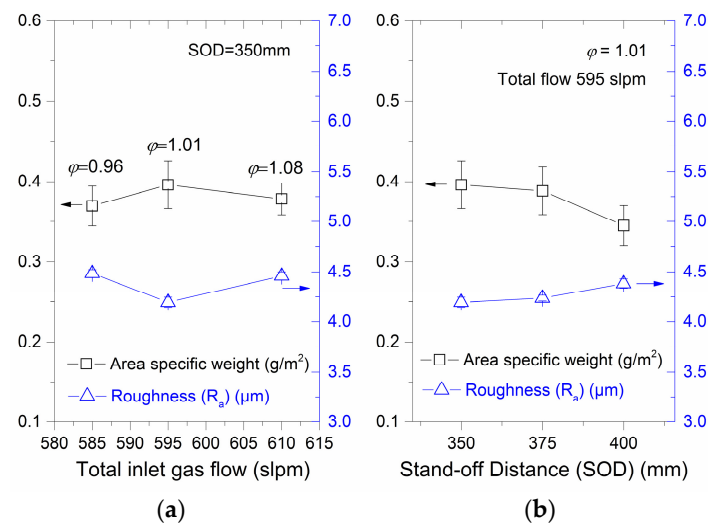 0.6
0.5
0.4
0.3
0.2
0.1
7.0
6.5
6.0
5.5
5.0
4.5
4.0
3.5
3.0
SOD=350mm
φ=0.96
φ=1.01
φ=1.08
Area specific weight (g/m²)
Roughness (Rₐ) (μm)
580 585 590 595 600 605 610 615
Total inlet gas flow (slpm)
(a)
0.6
0.5
0.4
0.3
0.2
0.1
7.0
6.5
6.0
5.5
5.0
4.5
4.0
3.5
3.0
φ = 1.01
Total flow 595 slpm
Area specific weight (g/m²)
Roughness (Rₐ) (μm)
350 375 400
Stand-off Distance (SOD) (mm)
(b)